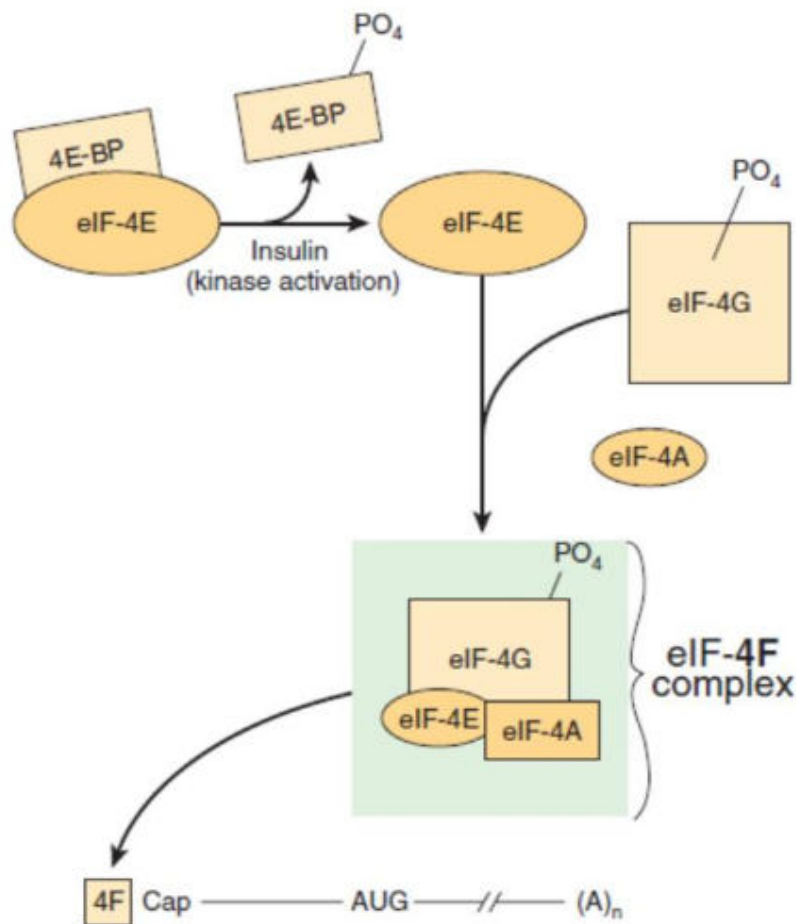 PO₄
4E-BP
4E-BP
eIF-4E
eIF-4E
Insulin
(kinase activation)
PO₄
eIF-4G
eIF-4A
PO₄
eIF-4G
eIF-4E
eIF-4A
eIF-4F
complex
4F Cap AUG (A)ₙ